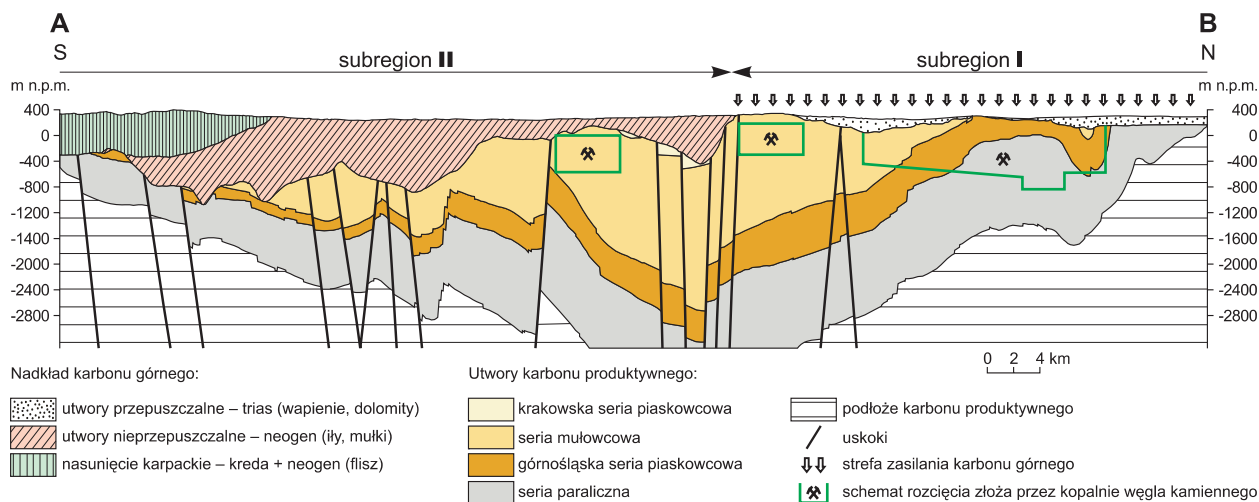 A
B
S
N
subregion II
subregion I
m n.p.m.
m n.p.m.
400
0
-400
-800
-1200
-1600
-2000
-2400
-2800
400
0
-400
-800
-1200
-1600
-2000
-2400
-2800
0 2 4 km
Nadkład karbonu górnego:
utwory przepuszczalne – trias (wapienie, dolomity)
utwory nieprzepuszczalne – neogen (iły, mułki)
nasunięcie karpackie – kreda + neogen (flisz)
Utwory karbonu produktywnego:
krakowska seria piaskowcowa
seria mułowcowa
górnośląska seria piaskowcowa
seria paraliczna
podłoże karbonu produktywnego
uskoki
strefa zasilania karbonu górnego
schemat rozcięcia złoża przez kopalnie węgla kamiennego